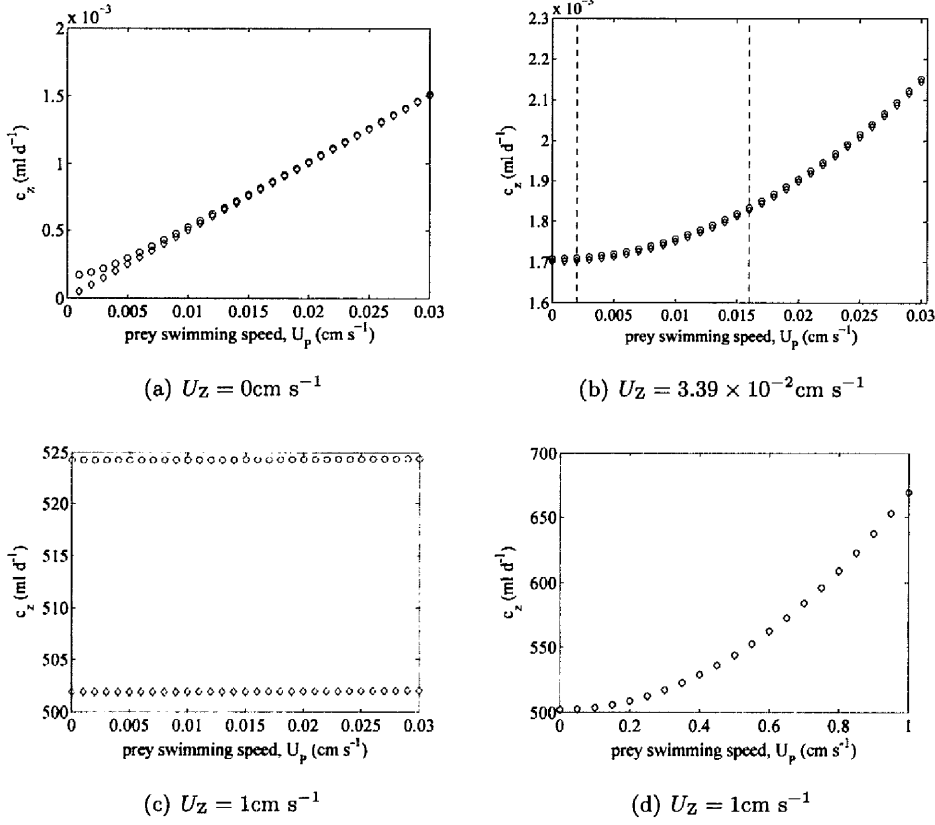 2 x 10⁻³
1.5
1
0.5
0
c_z (ml d⁻¹)
0 0.005 0.01 0.015 0.02 0.025 0.03
prey swimming speed, U_p (cm s⁻¹)
(a) U_Z = 0cm s⁻¹
2.3 x 10⁻³
2.2
2.1
2
1.9
1.8
1.7
1.6
c_z (ml d⁻¹)
0 0.005 0.01 0.015 0.02 0.025 0.03
prey swimming speed, U_p (cm s⁻¹)
(b) U_Z = 3.39 × 10⁻²cm s⁻¹
525
520
515
510
505
500
c_z (ml d⁻¹)
0 0.005 0.01 0.015 0.02 0.025 0.03
prey swimming speed, U_p (cm s⁻¹)
(c) U_Z = 1cm s⁻¹
700
650
600
550
500
c_z (ml d⁻¹)
0 0.2 0.4 0.6 0.8 1
prey swimming speed, U_p (cm s⁻¹)
(d) U_Z = 1cm s⁻¹